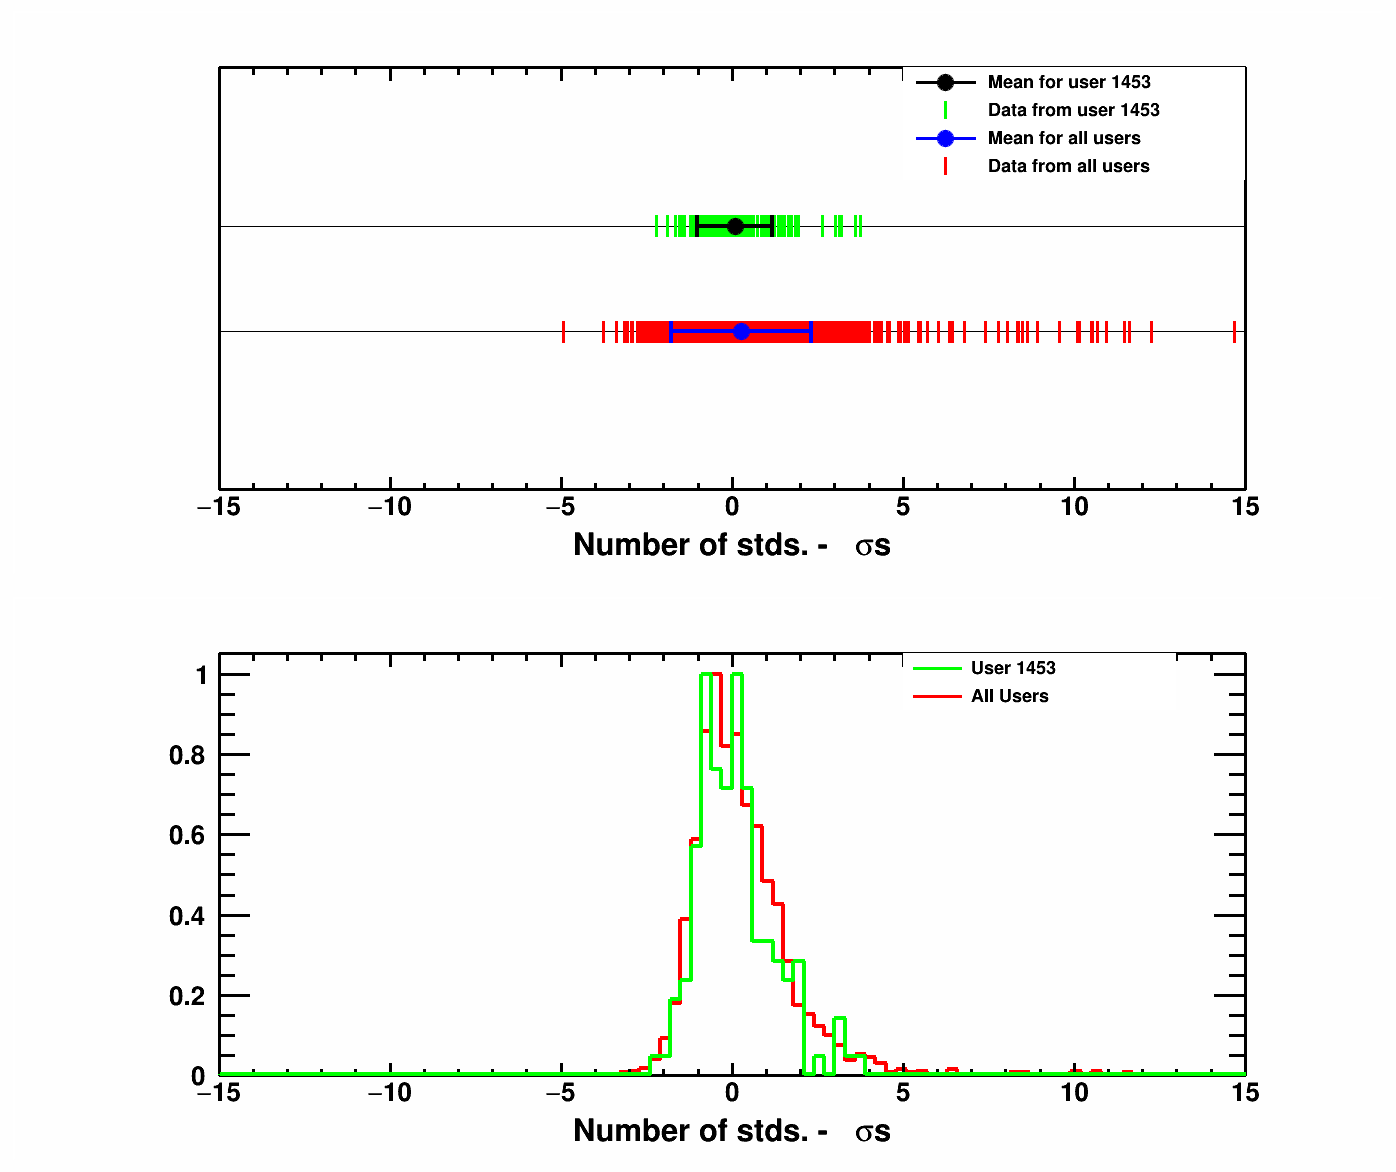 Mean for user 1453
Data from user 1453
Mean for all users
Data from all users
−15 −10 −5 0 5 10 15
Number of stds. - σs
User 1453
All Users
1
0.8
0.6
0.4
0.2
0
−15 −10 −5 0 5 10 15
Number of stds. - σs